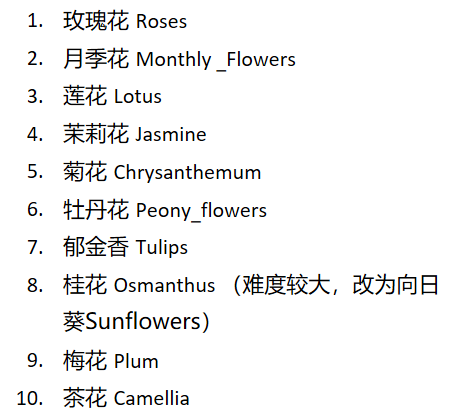 1. 玫瑰花 Roses
2. 月季花 Monthly _Flowers
3. 莲花 Lotus
4. 茉莉花 Jasmine
5. 菊花 Chrysanthemum
6. 牡丹花 Peony_flowers
7. 郁金香 Tulips
8. 桂花 Osmanthus （难度较大，改为向日
葵Sunflowers）
9. 梅花 Plum
10. 茶花 Camellia